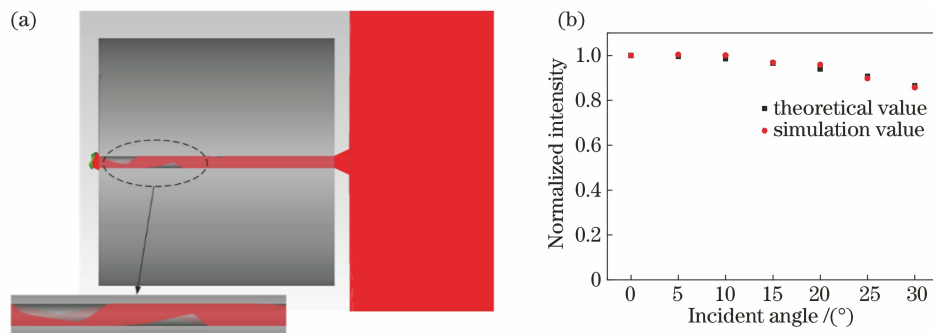 (a)
(b)
1.0
0.8
0.6
0.4
0.2
0
Normalized intensity
theoretical value
simulation value
0 5 10 15 20 25 30
Incident angle /(°)